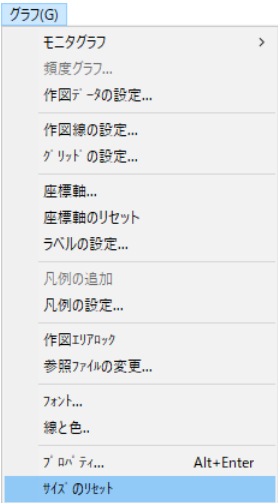 グラフ(G)
モニタグラフ >
頻度グラフ...
作図ﾃﾞｰﾀの設定...
作図線の設定...
ｸﾞﾘｯﾄﾞの設定...
座標軸...
座標軸のリセット
ラベルの設定...
凡例の追加
凡例の設定...
作図ｴﾘｱﾛｯｸ
参照ﾌｧｲﾙの変更...
ﾌｫﾝﾄ...
線と色..
ﾌﾟﾛﾊﾟﾃｨ... Alt+Enter
ｻｲｽﾞのﾘｾｯﾄ